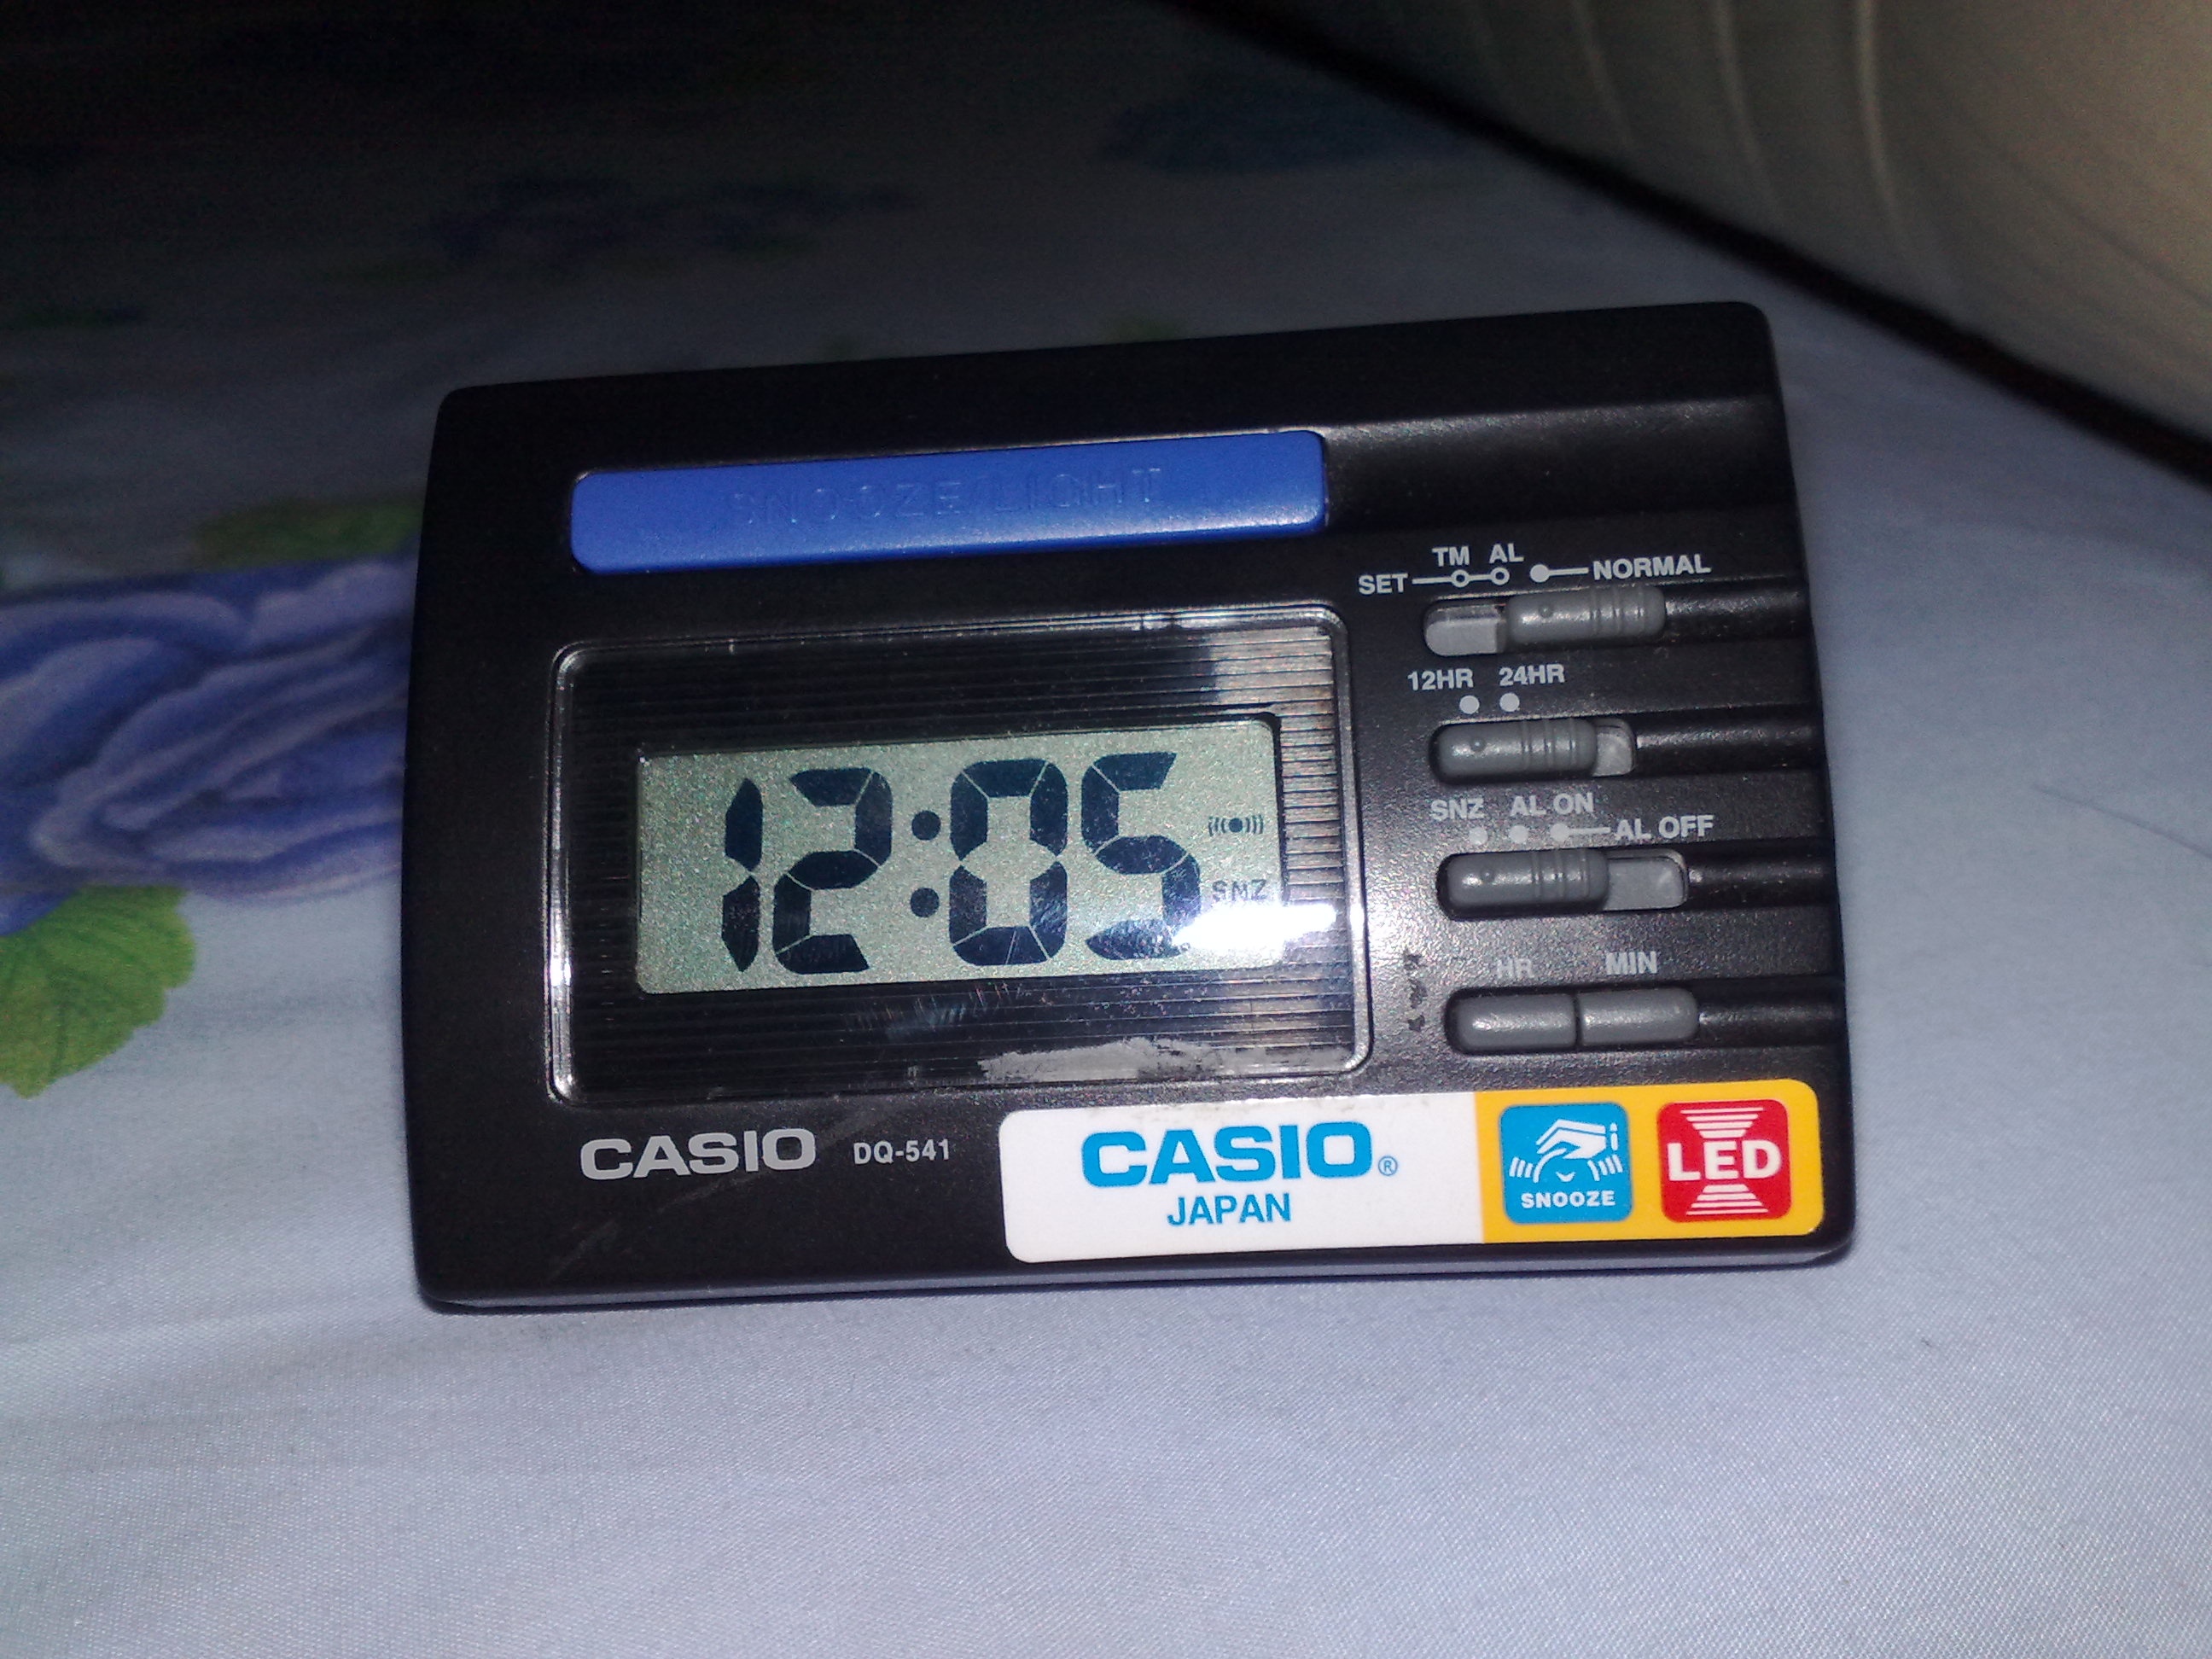 SNOOZE/LIGHT
TM AL
SET NORMAL
12HR 24HR
SNZ AL ON
AL OFF
12:05
SNZ
HR MIN
CASIO DQ-541
CASIO®
JAPAN
SNOOZE
LED